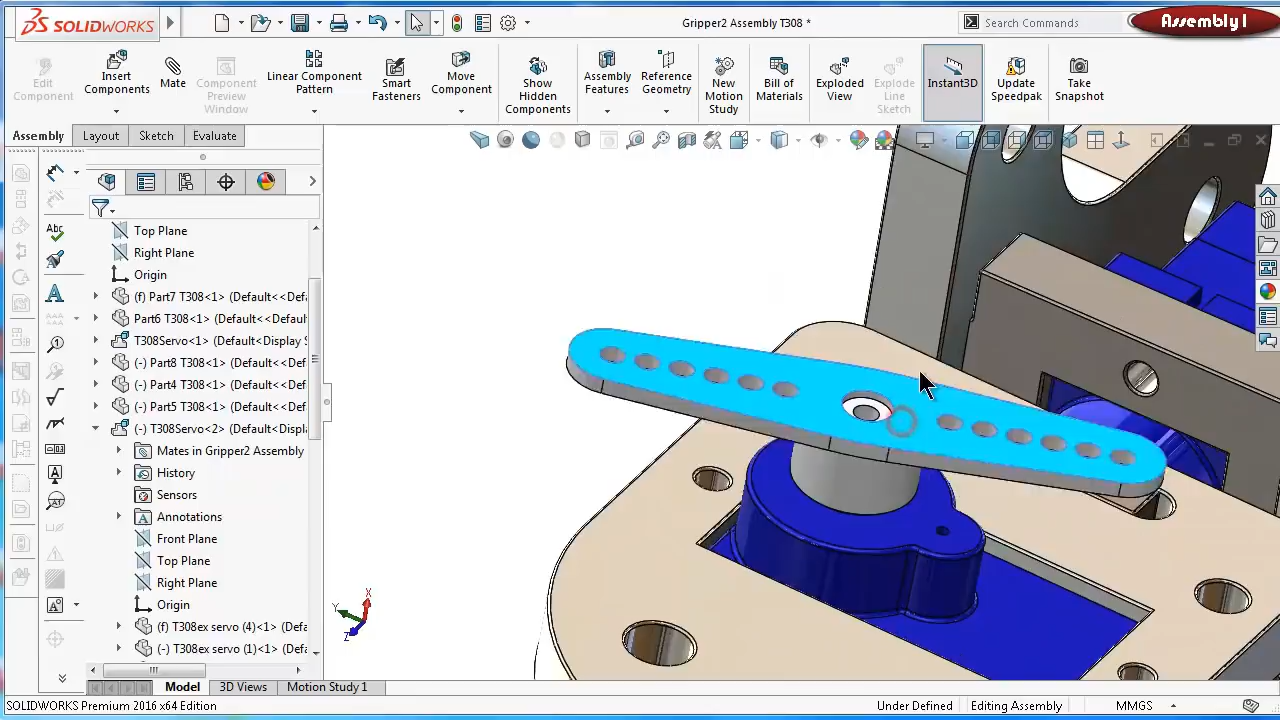 SOLIDWORKS
Gripper2 Assembly T308 *
Search Commands
Assembly1
Edit Component
Insert Components
Mate
Component Preview Window
Linear Component Pattern
Smart Fasteners
Move Component
Show Hidden Components
Assembly Features
Reference Geometry
New Motion Study
Bill of Materials
Exploded View
Explode Line Sketch
Instant3D
Update Speedpak
Take Snapshot
Assembly
Layout
Sketch
Evaluate
Top Plane
Right Plane
Origin
(f) Part7 T308<1> (Default<<Def
Part6 T308<1> (Default<<Default
T308Servo<1> (Default<Display S
(-) Part8 T308<1> (Default<<Def
(-) Part4 T308<1> (Default<<Def
(-) Part5 T308<1> (Default<<Def
(-) T308Servo<2> (Default<Displ
Mates in Gripper2 Assembly
History
Sensors
Annotations
Front Plane
Top Plane
Right Plane
Origin
(f) T308ex servo (4)<1> (Defa
(-) T308ex servo (1)<1> (Def
Abc
X
Y
Z
Model
3D Views
Motion Study 1
SOLIDWORKS Premium 2016 x64 Edition
Under Defined
Editing Assembly
MMGS